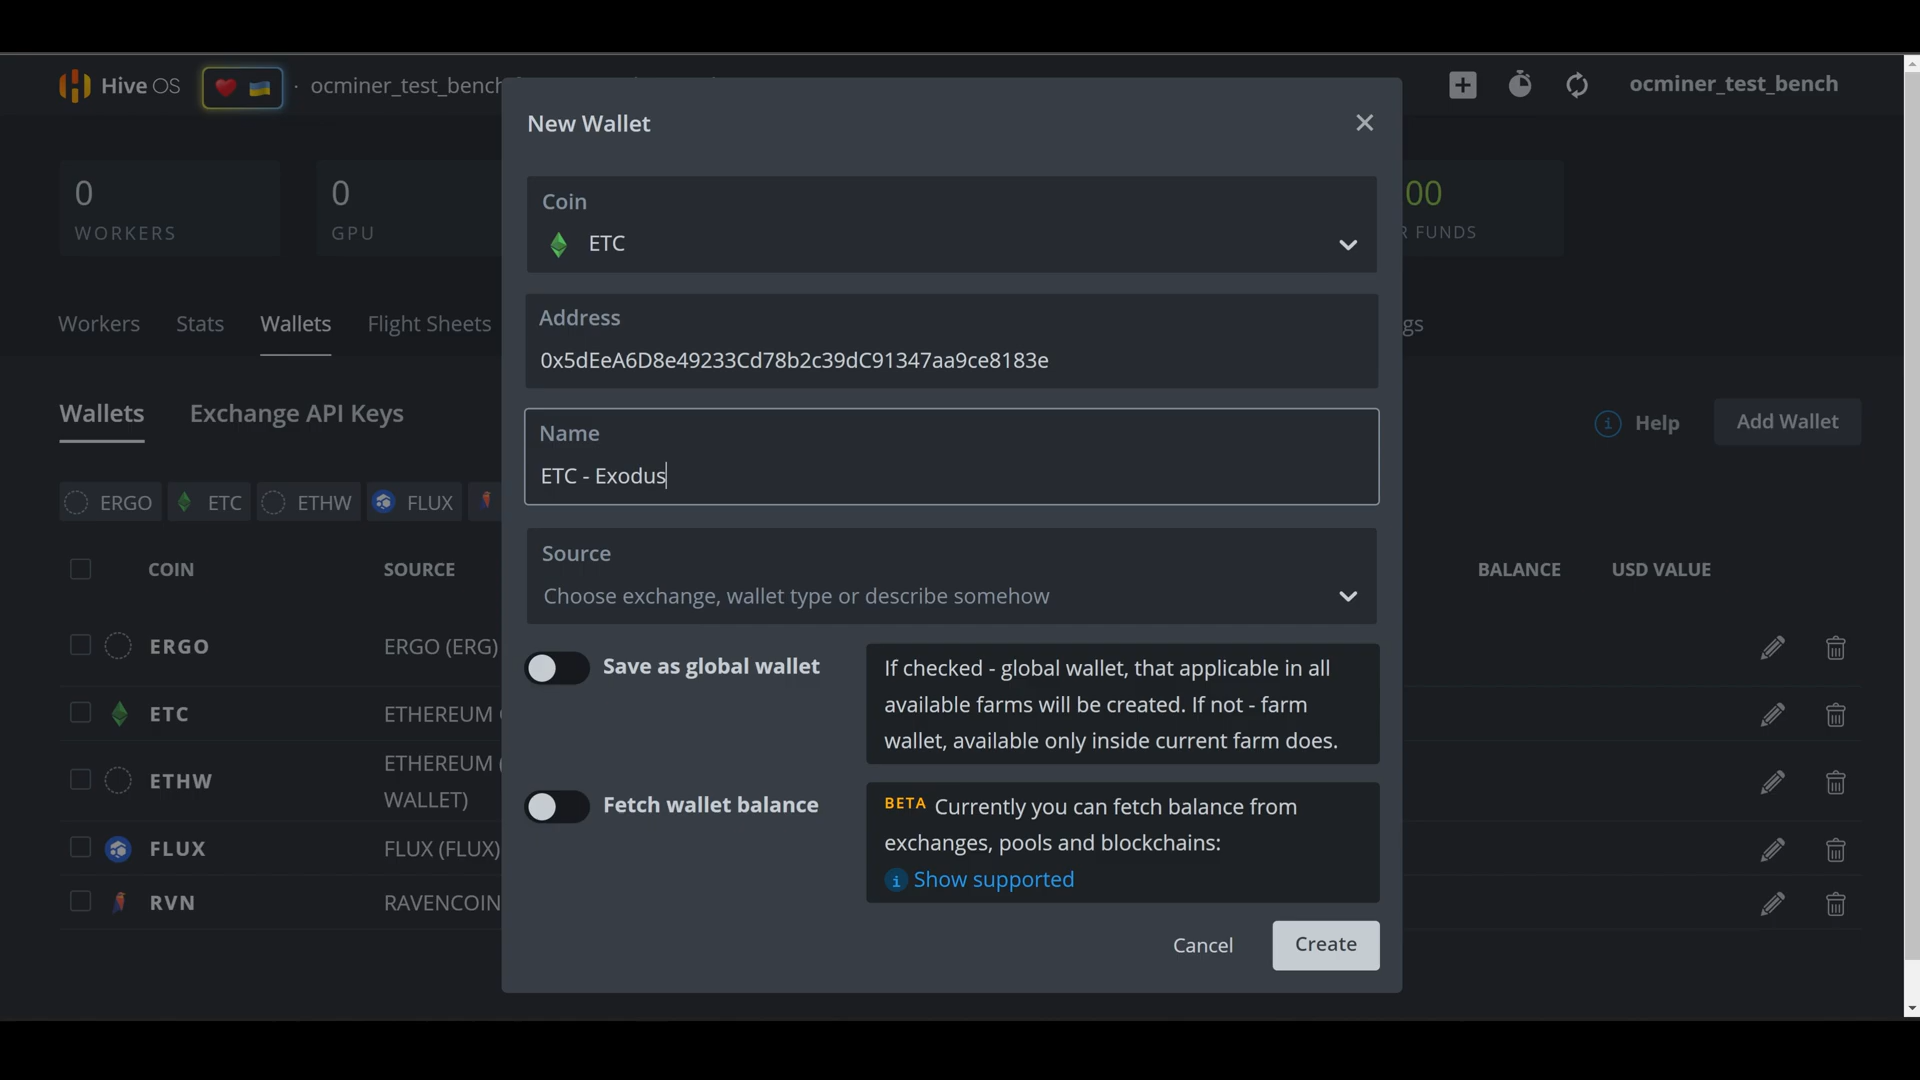 Hive OS
· ocminer_test_bench
ocminer_test_bench
New Wallet
0
WORKERS
0
GPU
00
FUNDS
Coin
ETC
Address
0x5dEeA6D8e49233Cd78b2c39dC91347aa9ce8183e
Workers
Stats
Wallets
Flight Sheets
gs
Name
ETC - Exodus
Wallets
Exchange API Keys
Help
Add Wallet
ERGO
ETC
ETHW
FLUX
Source
Choose exchange, wallet type or describe somehow
COIN
SOURCE
BALANCE
USD VALUE
ERGO
ERGO (ERG)
ETC
ETHEREUM
ETHW
ETHEREUM (
WALLET)
FLUX
FLUX (FLUX)
RVN
RAVENCOIN
Save as global wallet
If checked - global wallet, that applicable in all
available farms will be created. If not - farm
wallet, available only inside current farm does.
Fetch wallet balance
BETA Currently you can fetch balance from
exchanges, pools and blockchains:
i Show supported
Cancel
Create